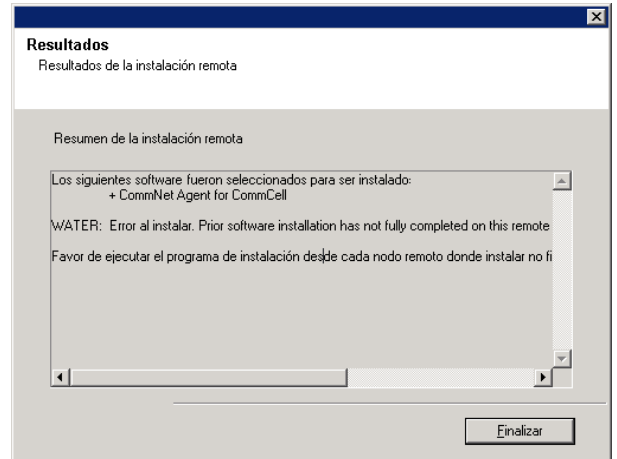 Resultados
Resultados de la instalación remota
Resumen de la instalación remota
Los siguientes software fueron seleccionados para ser instalado:
+ CommNet Agent for CommCell
WATER: Error al instalar. Prior software installation has not fully completed on this remote
Favor de ejecutar el programa de instalación desde cada nodo remoto donde instalar no fi
Finalizar